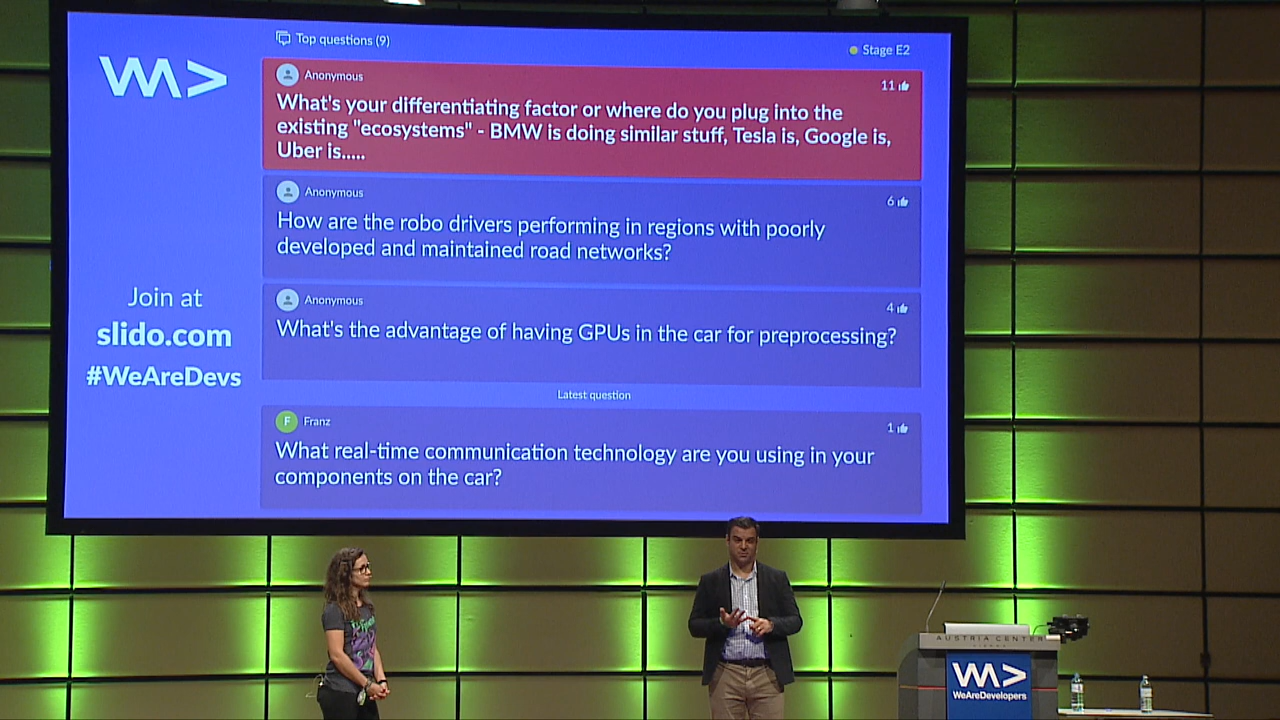 Top questions (9)
Stage E2
WA>
Anonymous
11
What's your differentiating factor or where do you plug into the
existing "ecosystems" - BMW is doing similar stuff, Tesla is, Google is,
Uber is.....
Anonymous
6
How are the robo drivers performing in regions with poorly
developed and maintained road networks?
Join at
slido.com
#WeAreDevs
Anonymous
4
What's the advantage of having GPUs in the car for preprocessing?
Latest question
F
Franz
1
What real-time communication technology are you using in your
components on the car?
AUSTRIA CENTER
WA>
WeAreDevelopers